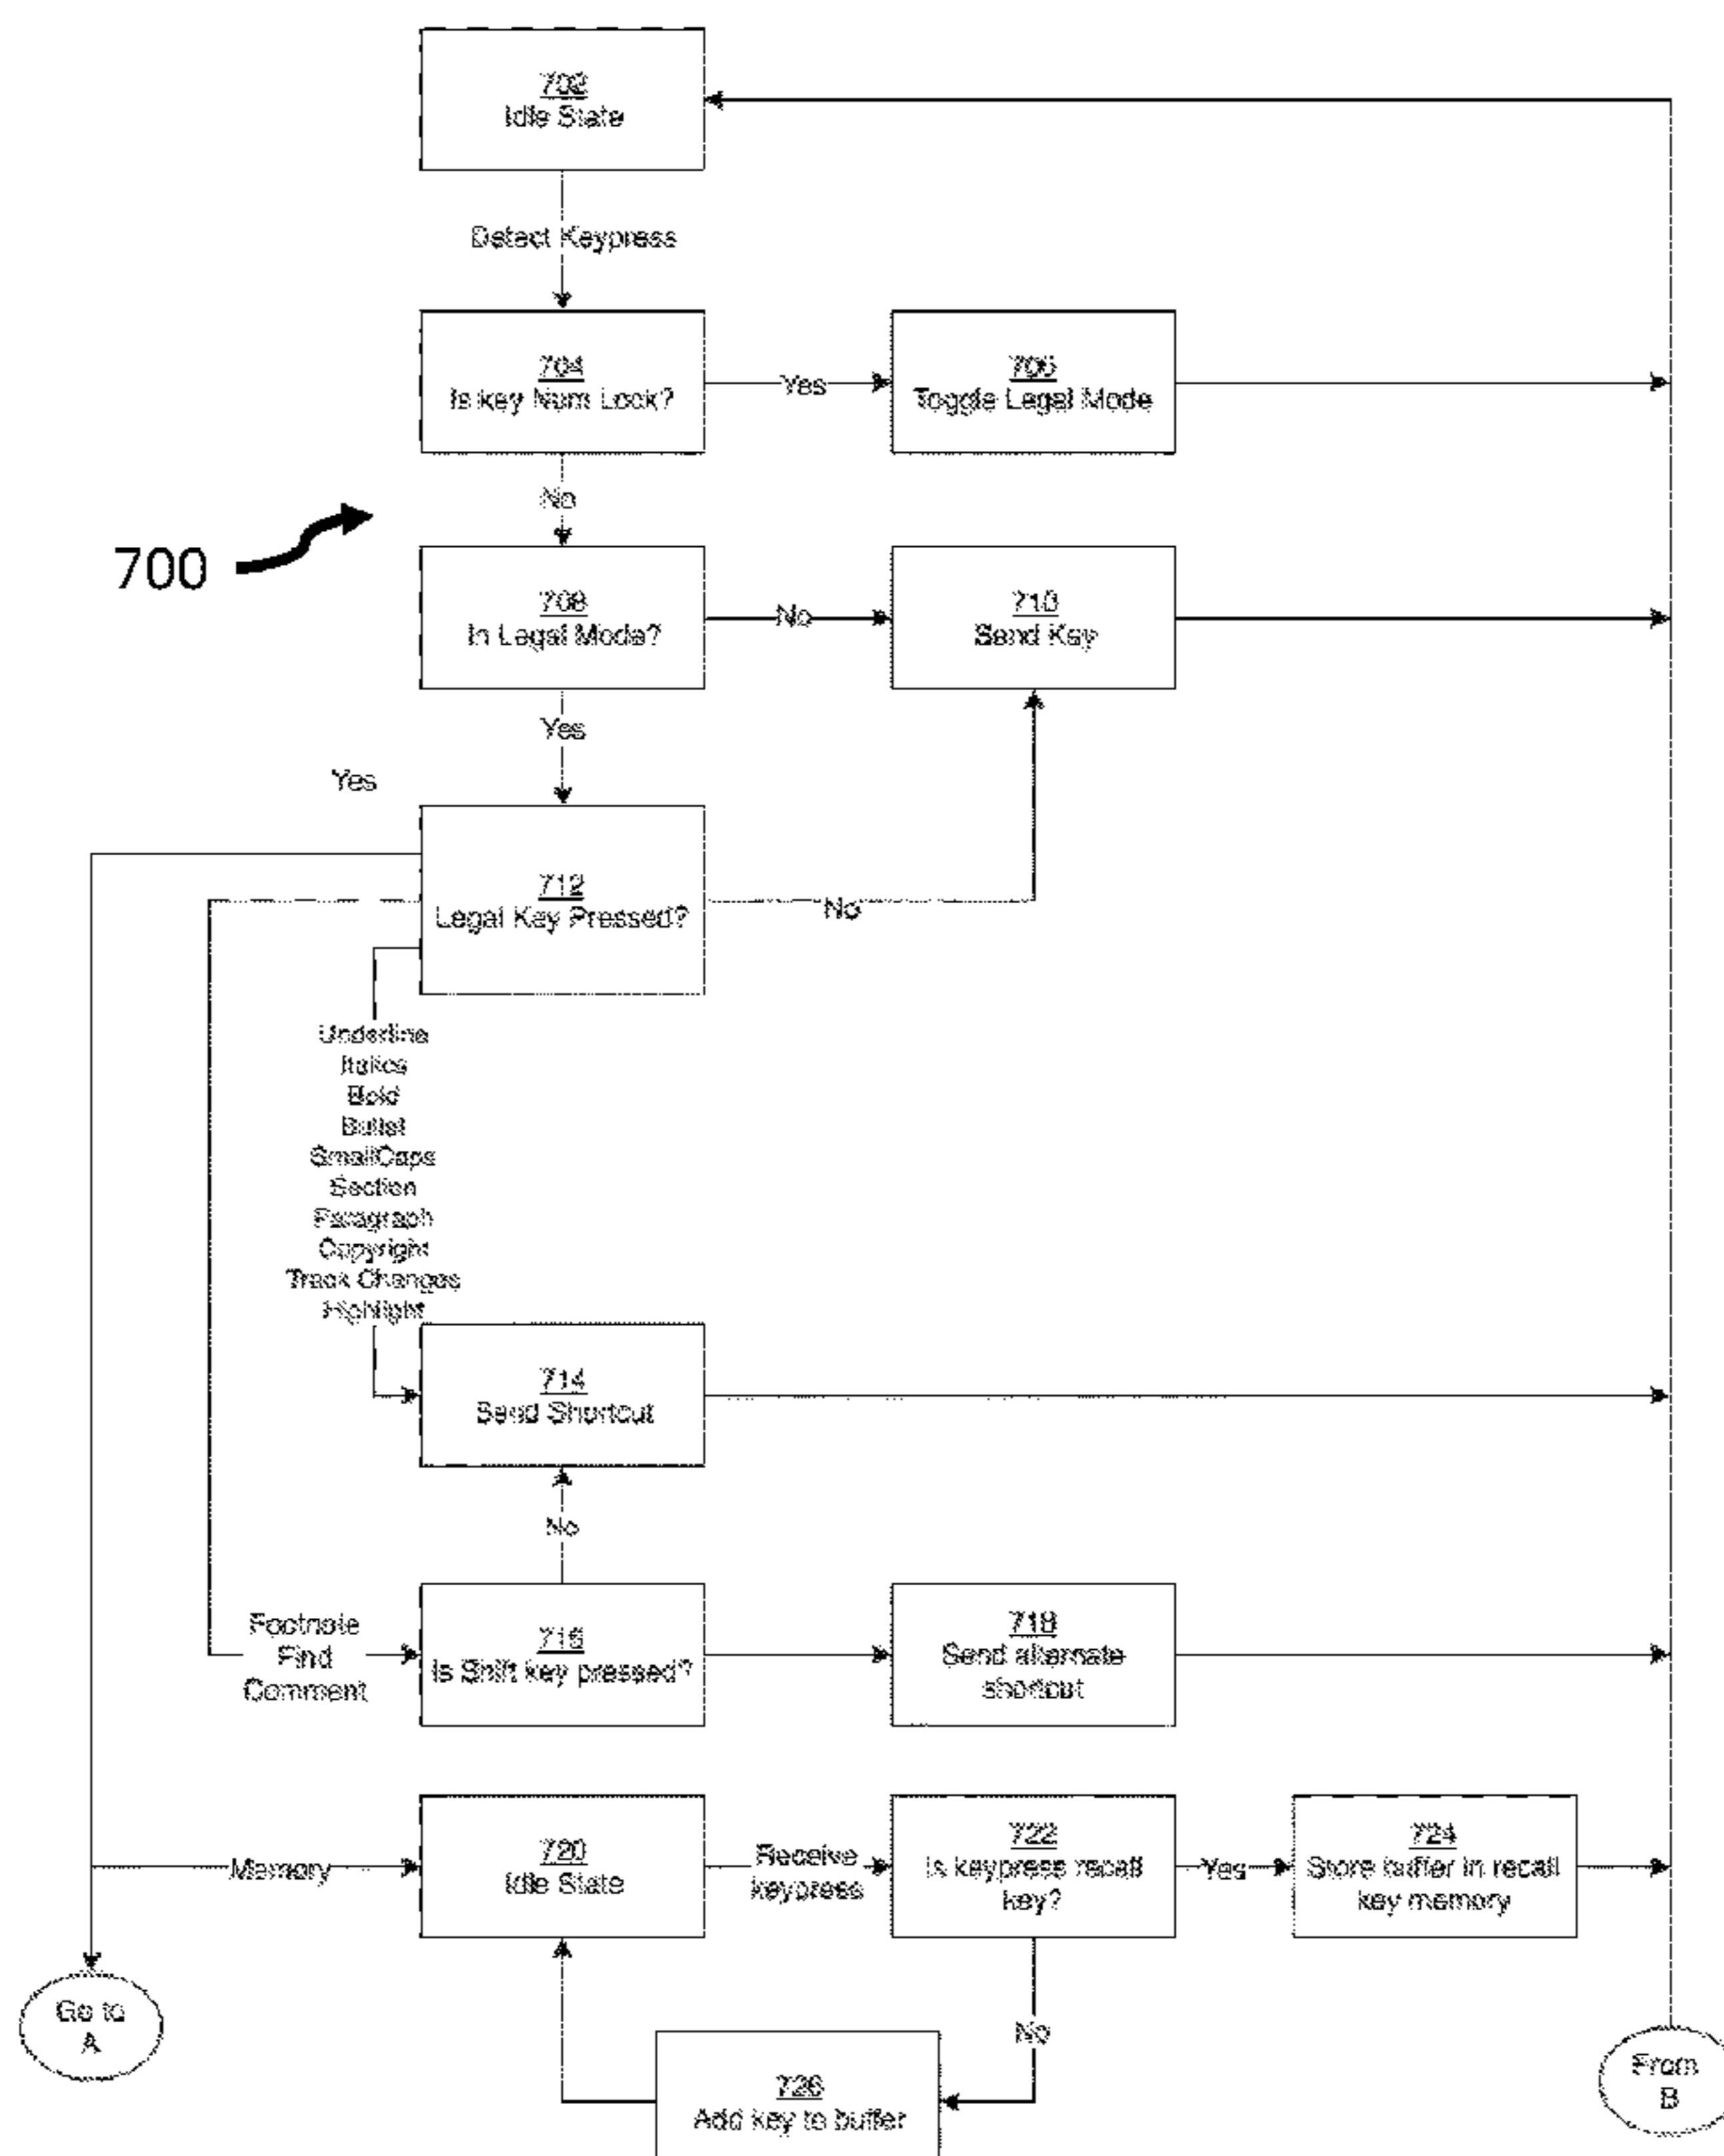 702
Idle State
Detect Keypress
704
Is key Num Lock?
Yes
706
Toggle Legal Mode
No
700
708
In Legal Mode?
No
710
Send Key
Yes
Yes
712
Legal Key Pressed?
No
Underline
Italics
Bold
Bullet
SmallCaps
Section
Paragraph
Copyright
Track Changes
Highlight
714
Send Shortcut
No
Footnote
Find
Comment
716
Is Shift key pressed?
718
Send alternate
shortcut
Memory
720
Idle State
Receive
keypress
722
Is keypress recall
key?
Yes
724
Store buffer in recall
key memory
Go to
A
No
726
Add key to buffer
From
B